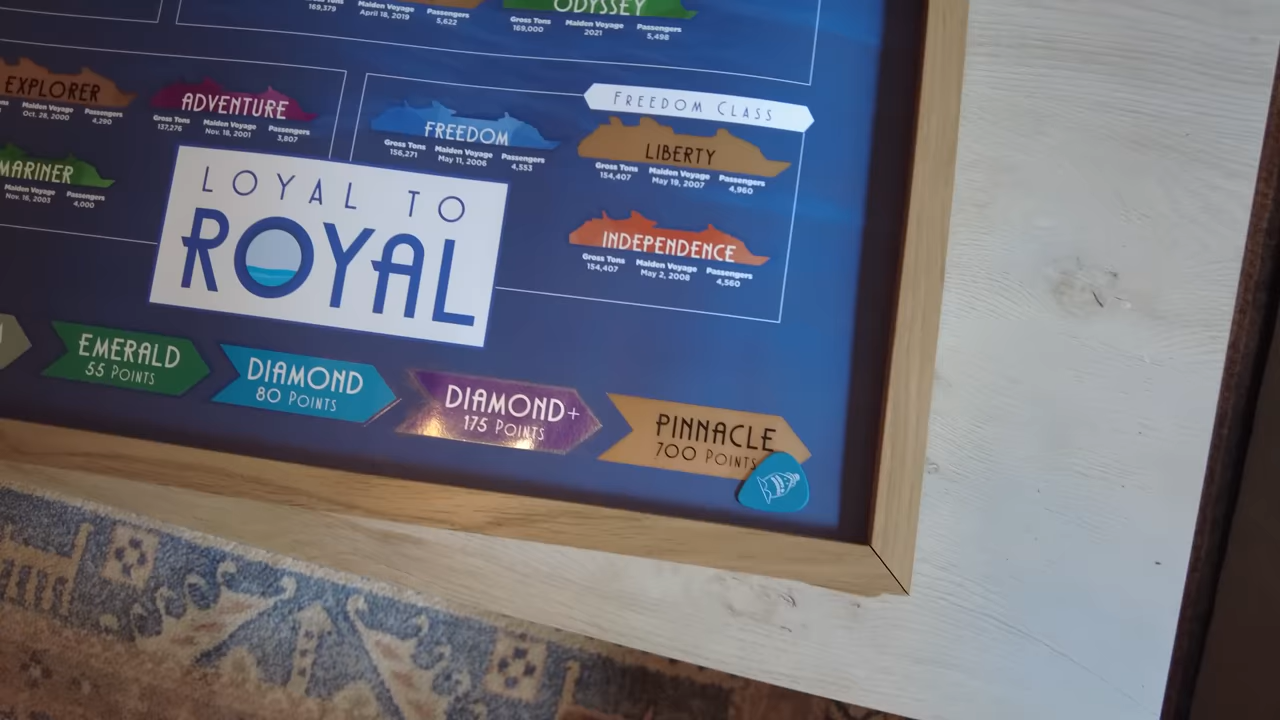 ODYSSEY
Gross Tons Maiden Voyage Passengers
169,379 April 18, 2019 5,622
Gross Tons Maiden Voyage Passengers
169,000 2021 5,498
EXPLORER
Maiden Voyage Passengers
Oct. 28, 2000 4,290
ADVENTURE
Gross Tons Maiden Voyage Passengers
137,276 Nov. 18, 2001 3,807
MARINER
Maiden Voyage Passengers
Nov. 16, 2003 4,000
FREEDOM CLASS
FREEDOM
Gross Tons Maiden Voyage Passengers
156,271 May 11, 2006 4,553
LIBERTY
Gross Tons Maiden Voyage Passengers
154,407 May 19, 2007 4,960
INDEPENDENCE
Gross Tons Maiden Voyage Passengers
154,407 May 2, 2008 4,560
LOYAL TO
ROYAL
EMERALD
55 POINTS
DIAMOND
80 POINTS
DIAMOND+
175 POINTS
PINNACLE
700 POINTS